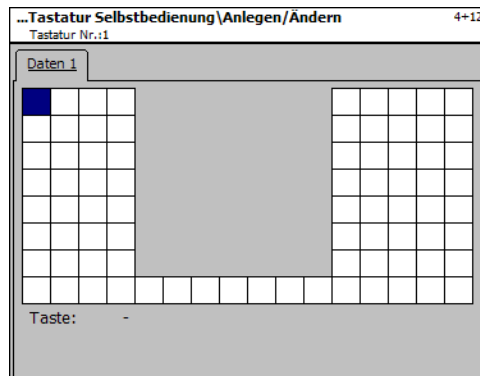 ...Tastatur Selbstbedienung\Anlegen/Ändern 4+12
Tastatur Nr.:1
Daten 1
Taste: -